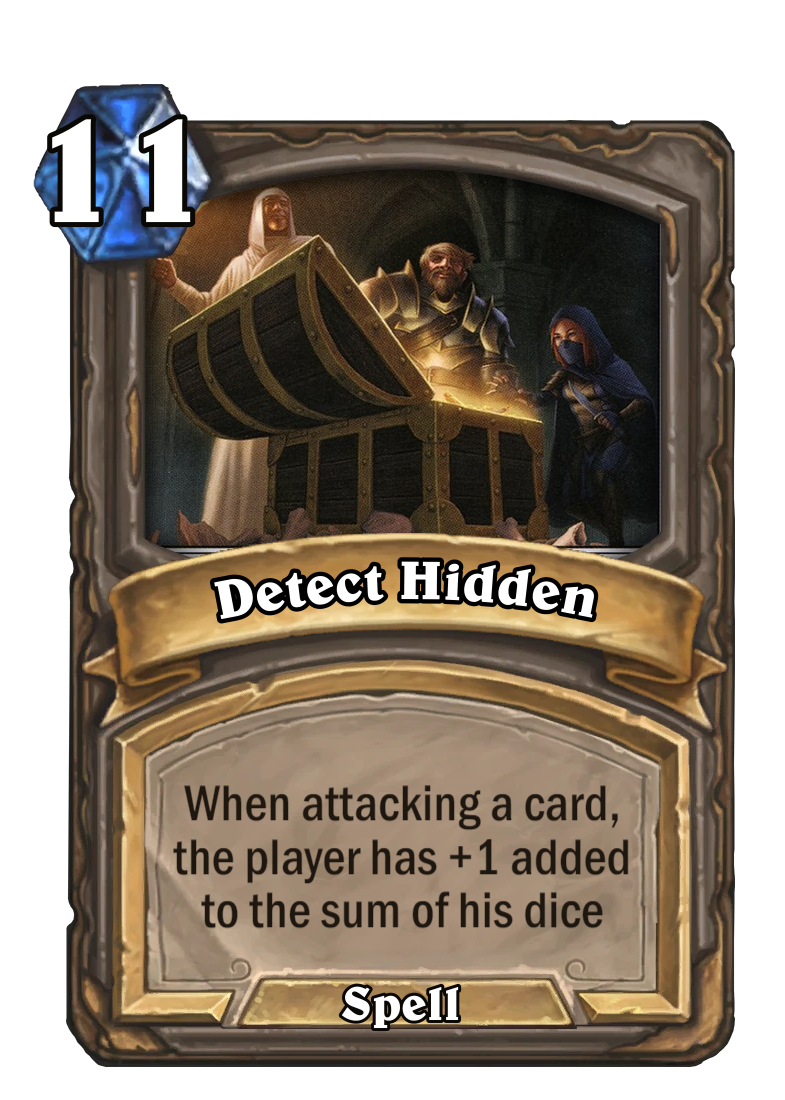 11
Detect Hidden
When attacking a card,
the player has +1 added
to the sum of his dice
Spell